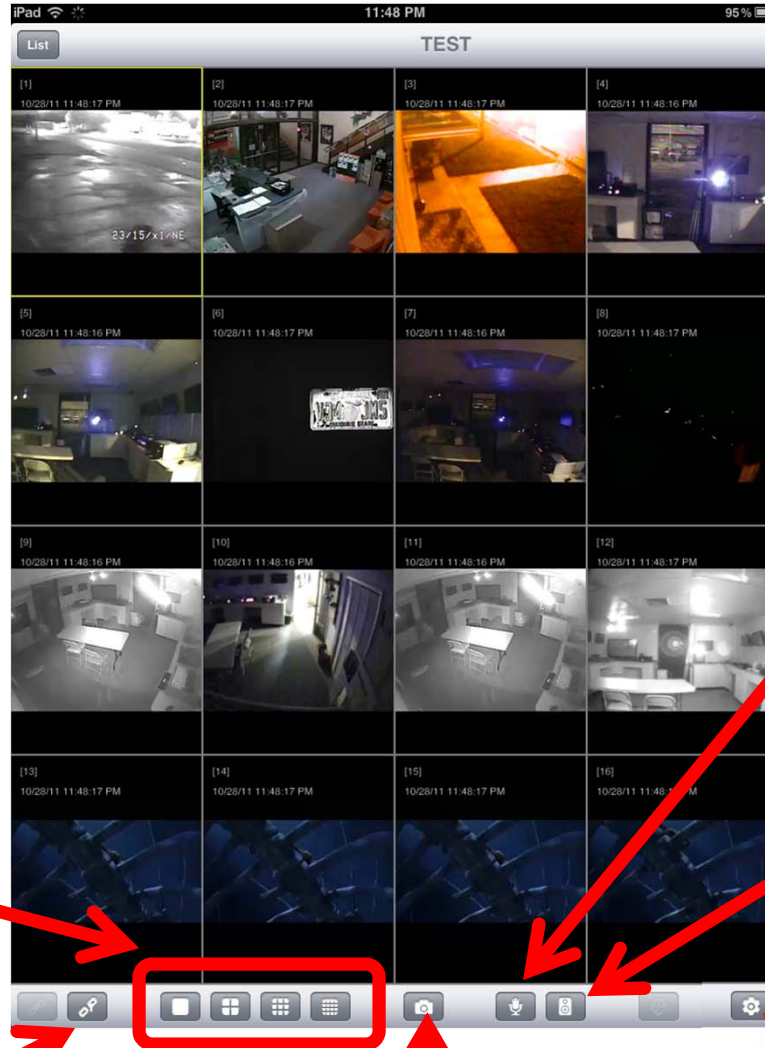 iPad 11:48 PM 95%
List TEST
[1] [2] [3] [4]
10/28/11 11:48:17 PM 10/28/11 11:48:17 PM 10/28/11 11:48:17 PM 10/28/11 11:48:16 PM
23/15/x1/NE
[5] [6] [7] [8]
10/28/11 11:48:16 PM 10/28/11 11:48:17 PM 10/28/11 11:48:16 PM 10/28/11 11:48:17 PM
[9] [10] [11] [12]
10/28/11 11:48:16 PM 10/28/11 11:48:16 PM 10/28/11 11:48:16 PM 10/28/11 11:48:17 PM
[13] [14] [15] [16]
10/28/11 11:48:17 PM 10/28/11 11:48:17 PM 10/28/11 11:48:17 PM 10/28/11 11:48:17 PM